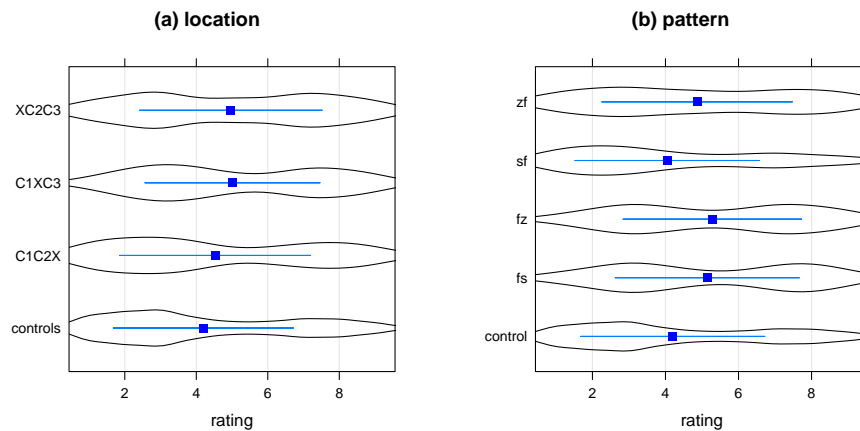 (a) location
XC2C3
C1XC3
C1C2X
controls
2 4 6 8
rating
(b) pattern
zf
sf
fz
fs
control
2 4 6 8
rating